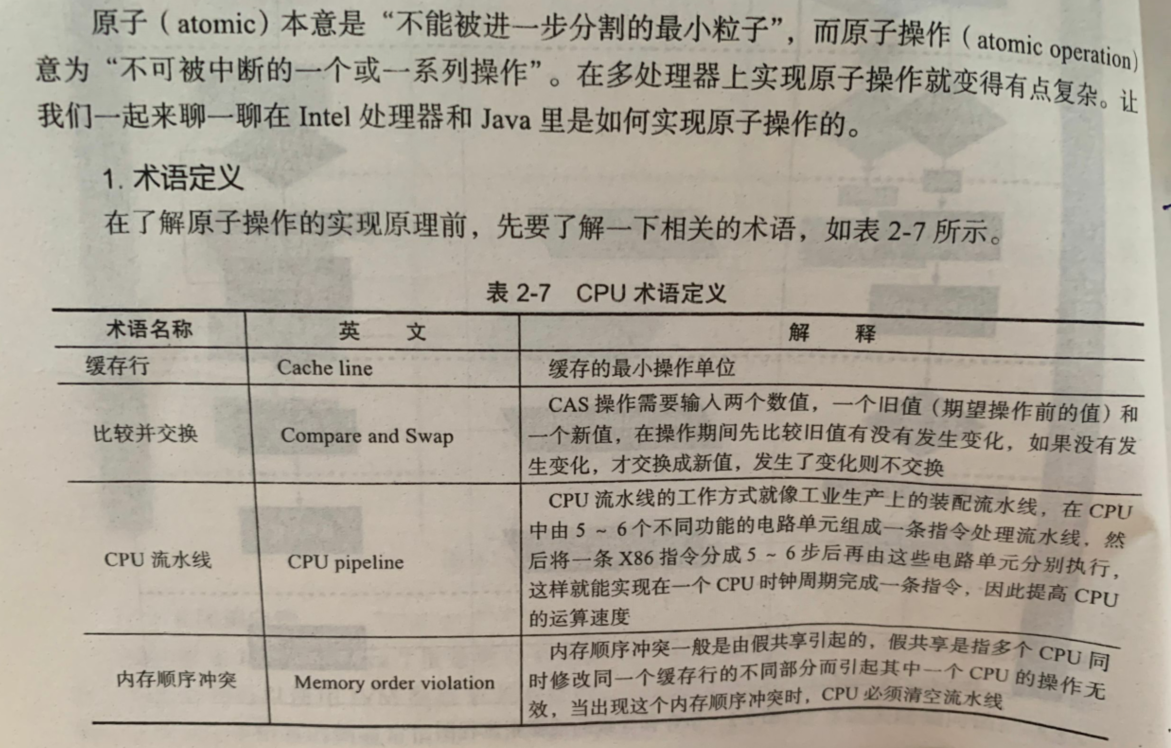 原子（atomic）本意是“不能被进一步分割的最小粒子”，而原子操作（atomic operation）
意为“不可被中断的一个或一系列操作”。在多处理器上实现原子操作就变得有点复杂。让
我们一起来聊一聊在 Intel 处理器和 Java 里是如何实现原子操作的。
1. 术语定义
在了解原子操作的实现原理前，先要了解一下相关的术语，如表 2-7 所示。
表 2-7 CPU 术语定义
术语名称 英 文 解 释
缓存行 Cache line 缓存的最小操作单位
比较并交换 Compare and Swap
CAS 操作需要输入两个数值，一个旧值（期望操作前的值）和
一个新值，在操作期间先比较旧值有没有发生变化，如果没有发
生变化，才交换成新值，发生了变化则不交换
CPU 流水线 CPU pipeline
CPU 流水线的工作方式就像工业生产上的装配流水线，在 CPU
中由 5 ~ 6 个不同功能的电路单元组成一条指令处理流水线，然
后将一条 X86 指令分成 5 ~ 6 步后再由这些电路单元分别执行，
这样就能实现在一个 CPU 时钟周期完成一条指令，因此提高 CPU
的运算速度
内存顺序冲突 Memory order violation
内存顺序冲突一般是由假共享引起的，假共享是指多个 CPU 同
时修改同一个缓存行的不同部分而引起其中一个 CPU 的操作无
效，当出现这个内存顺序冲突时，CPU 必须清空流水线